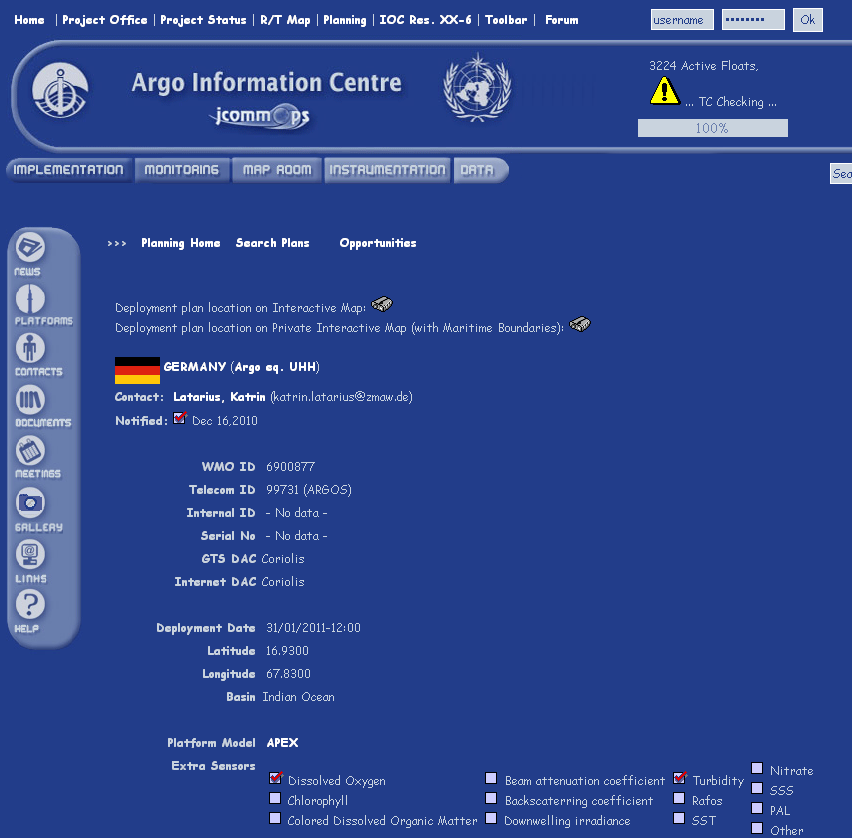 Home | Project Office | Project Status | R/T Map | Planning | IOC Res. XX-6 | Toolbar | Forum
username •••••••• Ok
Argo Information Centre
jcommops
3224 Active Floats,
... TC Checking ...
100%
IMPLEMENTATION MONITORING MAP ROOM INSTRUMENTATION DATA
Sea
NEWS
PLATFORMS
CONTACTS
DOCUMENTS
MEETINGS
GALLERY
LINKS
HELP
>>> Planning Home Search Plans Opportunities
Deployment plan location on Interactive Map:
Deployment plan location on Private Interactive Map (with Maritime Boundaries):
GERMANY (Argo eq. UHH)
Contact: Latarius, Katrin (katrin.latarius@zmaw.de)
Notified: Dec 16,2010
WMO ID 6900877
Telecom ID 99731 (ARGOS)
Internal ID - No data -
Serial No - No data -
GTS DAC Coriolis
Internet DAC Coriolis
Deployment Date 31/01/2011-12:00
Latitude 16.9300
Longitude 67.8300
Basin Indian Ocean
Platform Model APEX
Extra Sensors
Dissolved Oxygen
Chlorophyll
Colored Dissolved Organic Matter
Beam attenuation coefficient
Backscaterring coefficient
Downwelling irradiance
Turbidity
Rafos
SST
Nitrate
SSS
PAL
Other